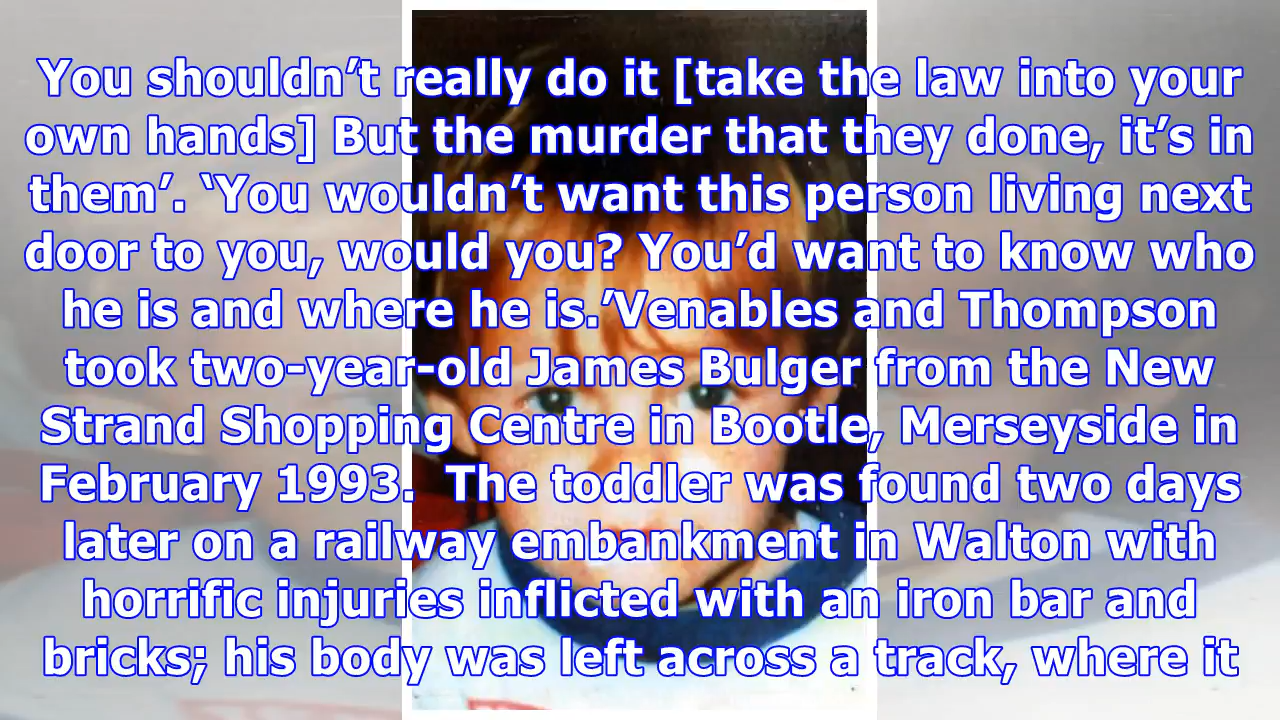 You shouldn’t really do it [take the law into your
own hands] But the murder that they done, it’s in
them’. ‘You wouldn’t want this person living next
door to you, would you? You’d want to know who
he is and where he is.’Venables and Thompson
took two-year-old James Bulger from the New
Strand Shopping Centre in Bootle, Merseyside in
February 1993.  The toddler was found two days
later on a railway embankment in Walton with
horrific injuries inflicted with an iron bar and
bricks; his body was left across a track, where it